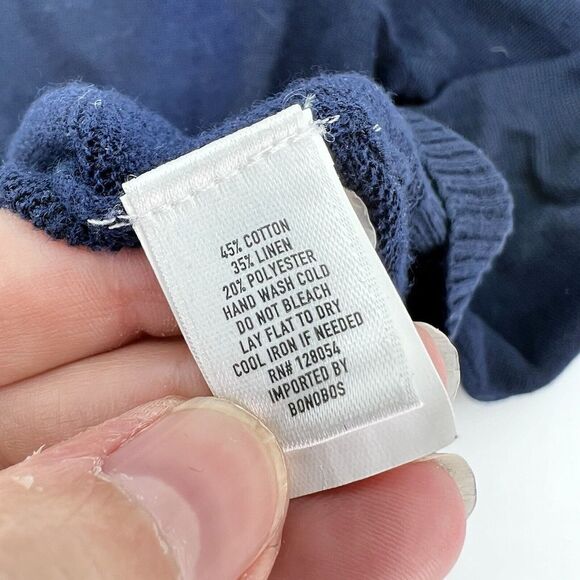 45% COTTON
35% LINEN
20% POLYESTER
HAND WASH COLD
DO NOT BLEACH
LAY FLAT TO DRY
COOL IRON IF NEEDED
RN# 128054
IMPORTED BY
BONOBOS